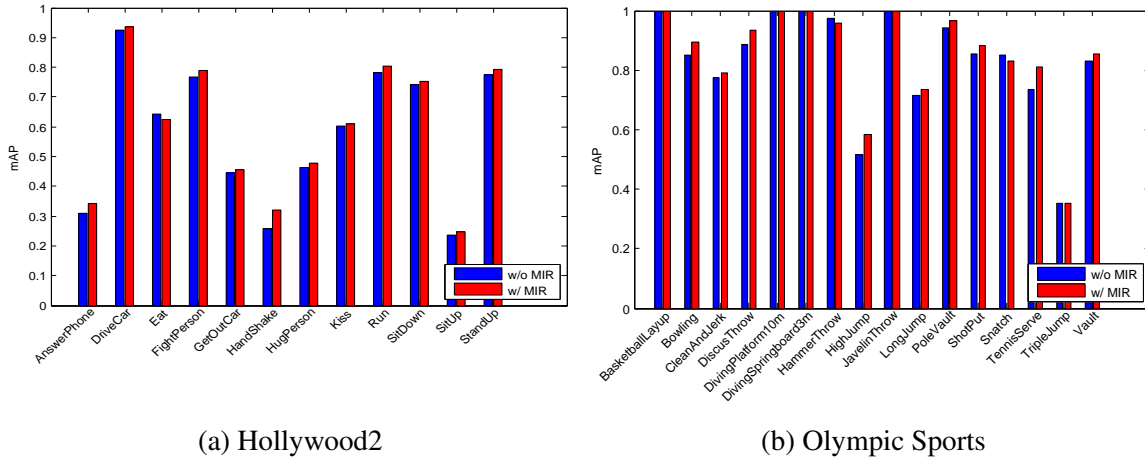 1
0.9
0.8
0.7
0.6
0.5
0.4
0.3
0.2
0.1
0
mAP
w/o MIR
w/ MIR
AnswerPhone
DriveCar
Eat
FightPerson
GetOutCar
HandShake
HugPerson
Kiss
Run
SitDown
SitUp
StandUp
(a) Hollywood2
1
0.8
0.6
0.4
0.2
0
mAP
w/o MIR
w/ MIR
BasketballLayup
Bowling
CleanAndJerk
DiscusThrow
DivingPlatform10m
DivingSpringboard3m
HammerThrow
HighJump
JavelinThrow
LongJump
PoleVault
ShotPut
Snatch
TennisServe
TripleJump
Vault
(b) Olympic Sports